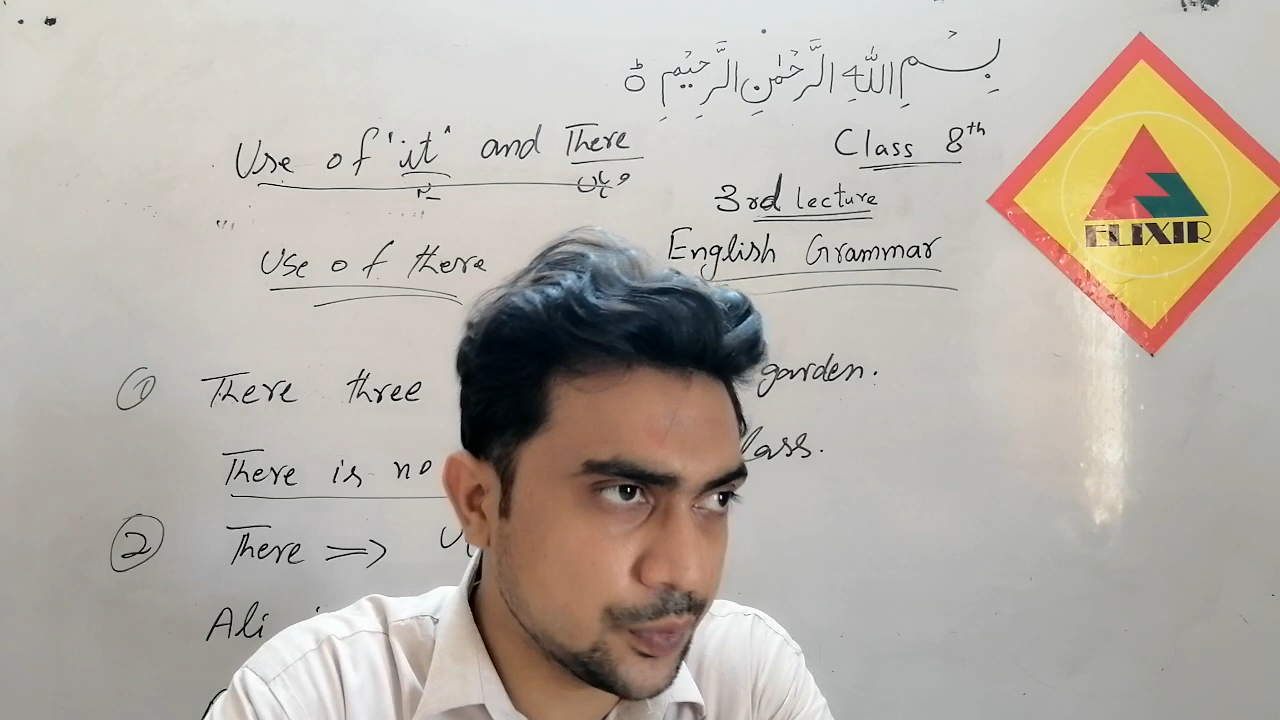 بِسْمِ اللّٰهِ الرَّحْمٰنِ الرَّحِيْمِ ط
Use of 'it' and There
یہ وہاں
Class 8th
3rd lecture
English Grammar
ELIXIR
Use of there
① There three garden.
There is no
② There ⇒
Ali